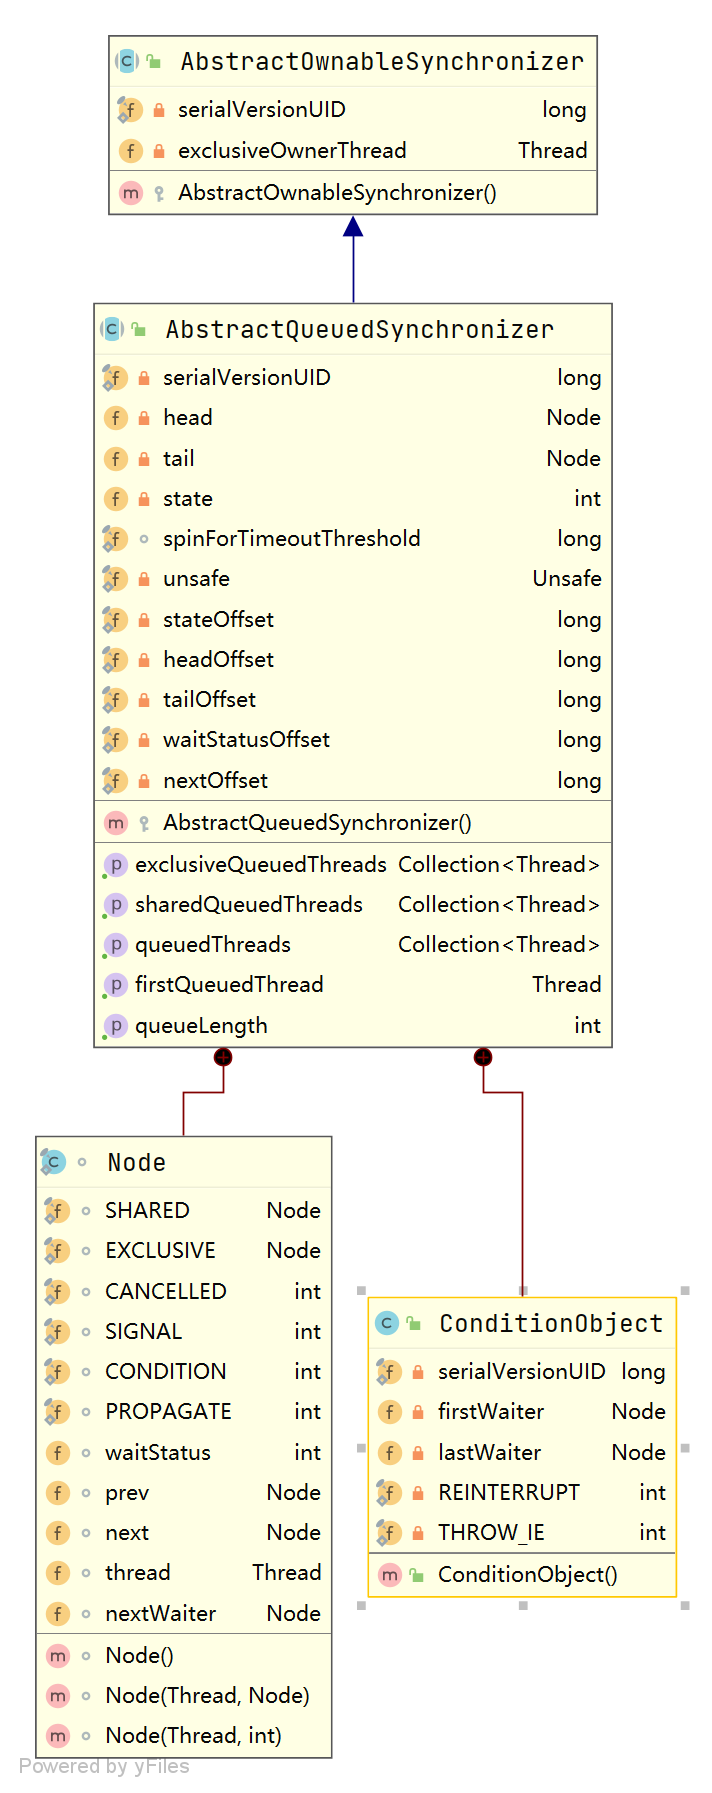 AbstractOwnableSynchronizer
serialVersionUID long
exclusiveOwnerThread Thread
AbstractOwnableSynchronizer()
AbstractQueuedSynchronizer
serialVersionUID long
head Node
tail Node
state int
spinForTimeoutThreshold long
unsafe Unsafe
stateOffset long
headOffset long
tailOffset long
waitStatusOffset long
nextOffset long
AbstractQueuedSynchronizer()
exclusiveQueuedThreads Collection<Thread>
sharedQueuedThreads Collection<Thread>
queuedThreads Collection<Thread>
firstQueuedThread Thread
queueLength int
Node
SHARED Node
EXCLUSIVE Node
CANCELLED int
SIGNAL int
CONDITION int
PROPAGATE int
waitStatus int
prev Node
next Node
thread Thread
nextWaiter Node
Node()
Node(Thread, Node)
Node(Thread, int)
ConditionObject
serialVersionUID long
firstWaiter Node
lastWaiter Node
REINTERRUPT int
THROW_IE int
ConditionObject()
Powered by yFiles